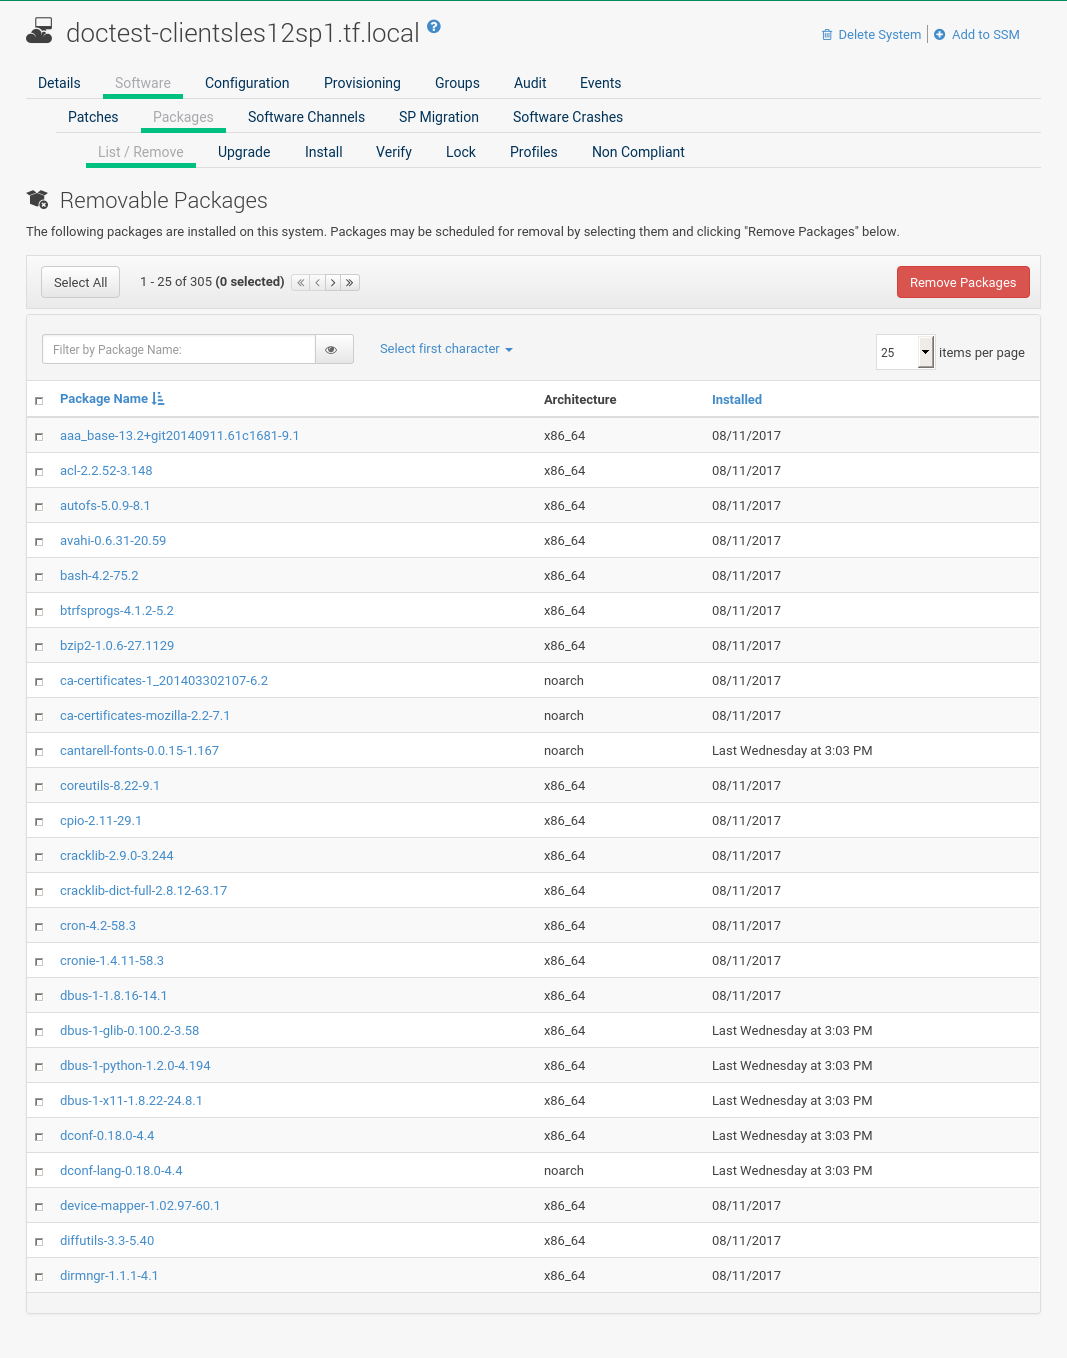 doctest-clientsles12sp1.tf.local ?
Delete System | Add to SSM
Details Software Configuration Provisioning Groups Audit Events
Patches Packages Software Channels SP Migration Software Crashes
List / Remove Upgrade Install Verify Lock Profiles Non Compliant
Removable Packages
The following packages are installed on this system. Packages may be scheduled for removal by selecting them and clicking "Remove Packages" below.
Select All 1 - 25 of 305 (0 selected) « ‹ › » Remove Packages
Filter by Package Name: Select first character 25 items per page
Package Name Architecture Installed
aaa_base-13.2+git20140911.61c1681-9.1 x86_64 08/11/2017
acl-2.2.52-3.148 x86_64 08/11/2017
autofs-5.0.9-8.1 x86_64 08/11/2017
avahi-0.6.31-20.59 x86_64 08/11/2017
bash-4.2-75.2 x86_64 08/11/2017
btrfsprogs-4.1.2-5.2 x86_64 08/11/2017
bzip2-1.0.6-27.1129 x86_64 08/11/2017
ca-certificates-1_201403302107-6.2 noarch 08/11/2017
ca-certificates-mozilla-2.2-7.1 noarch 08/11/2017
cantarell-fonts-0.0.15-1.167 noarch Last Wednesday at 3:03 PM
coreutils-8.22-9.1 x86_64 08/11/2017
cpio-2.11-29.1 x86_64 08/11/2017
cracklib-2.9.0-3.244 x86_64 08/11/2017
cracklib-dict-full-2.8.12-63.17 x86_64 08/11/2017
cron-4.2-58.3 x86_64 08/11/2017
cronie-1.4.11-58.3 x86_64 08/11/2017
dbus-1-1.8.16-14.1 x86_64 08/11/2017
dbus-1-glib-0.100.2-3.58 x86_64 Last Wednesday at 3:03 PM
dbus-1-python-1.2.0-4.194 x86_64 Last Wednesday at 3:03 PM
dbus-1-x11-1.8.22-24.8.1 x86_64 Last Wednesday at 3:03 PM
dconf-0.18.0-4.4 x86_64 Last Wednesday at 3:03 PM
dconf-lang-0.18.0-4.4 noarch Last Wednesday at 3:03 PM
device-mapper-1.02.97-60.1 x86_64 08/11/2017
diffutils-3.3-5.40 x86_64 08/11/2017
dirmngr-1.1.1-4.1 x86_64 08/11/2017